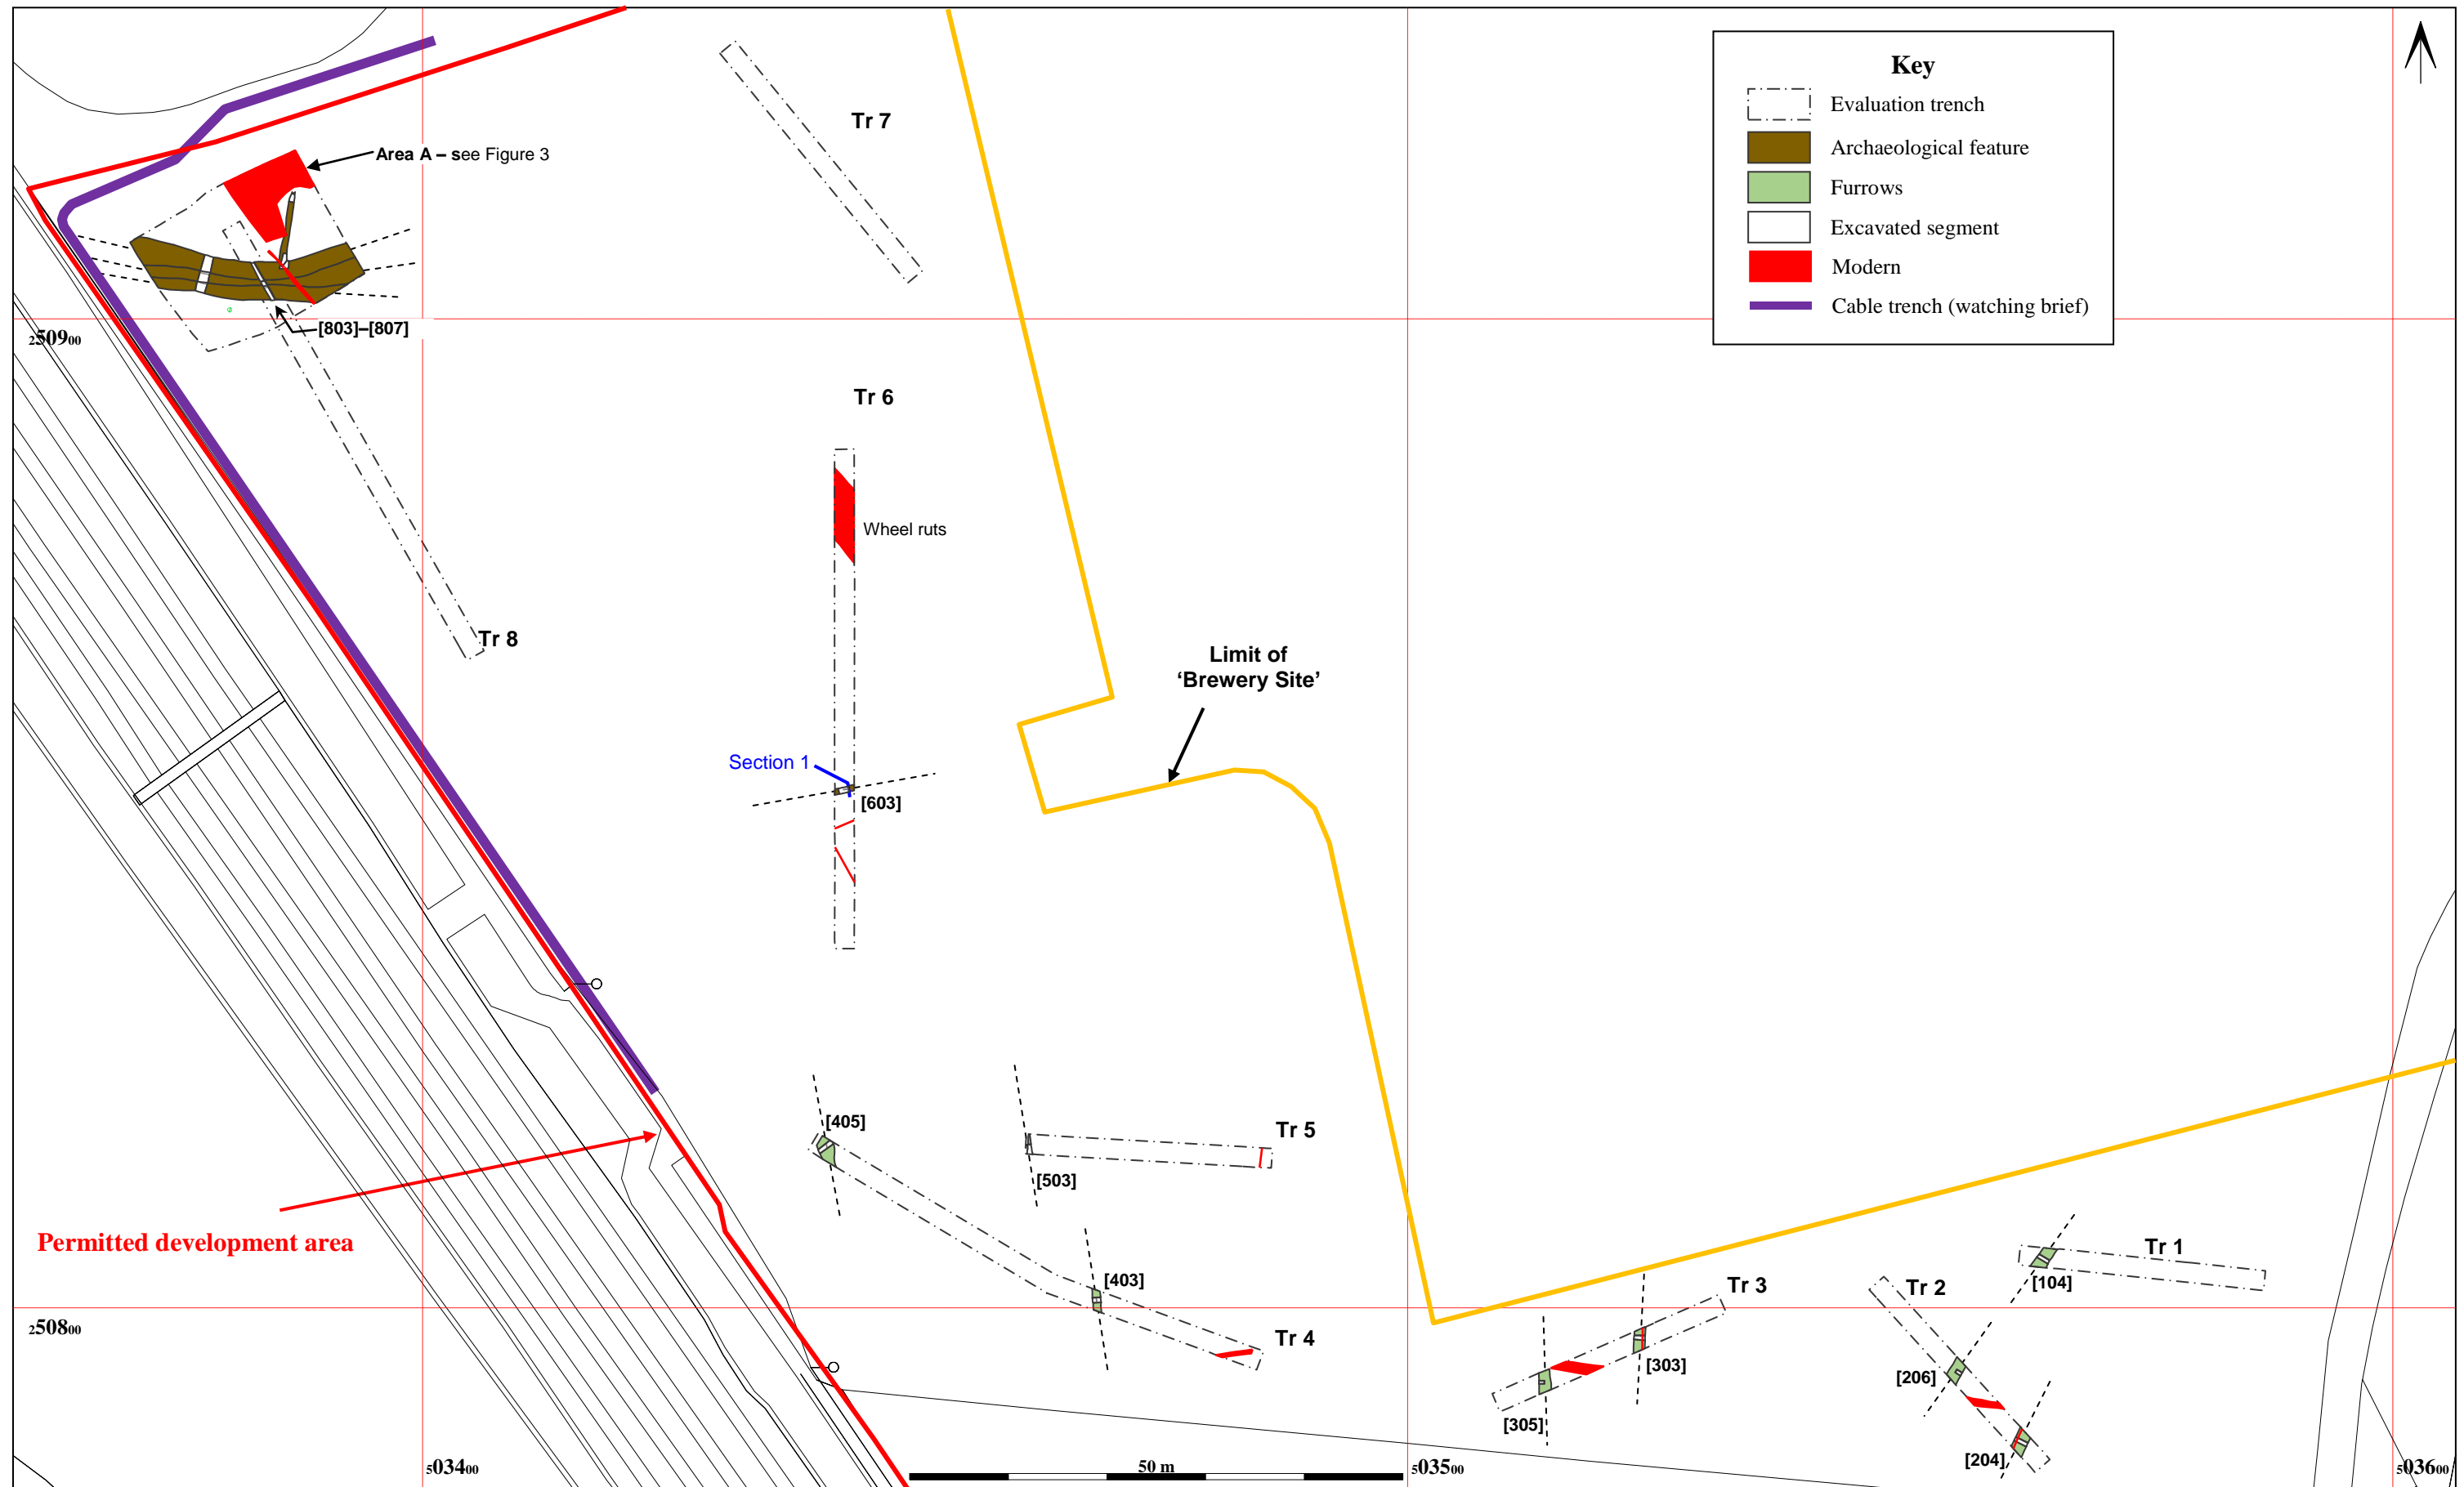 Key
Evaluation trench
Archaeological feature
Furrows
Excavated segment
Modern
Cable trench (watching brief)
Tr 7
Area A – see Figure 3
[803]–[807]
250900
Tr 6
Wheel ruts
Tr 8
Limit of
‘Brewery Site’
Section 1
[603]
[405]
Tr 5
[503]
Permitted development area
[403]
Tr 4
Tr 1
[104]
Tr 2
Tr 3
[303]
[305]
[206]
[204]
250800
503400
50 m
503500
503600